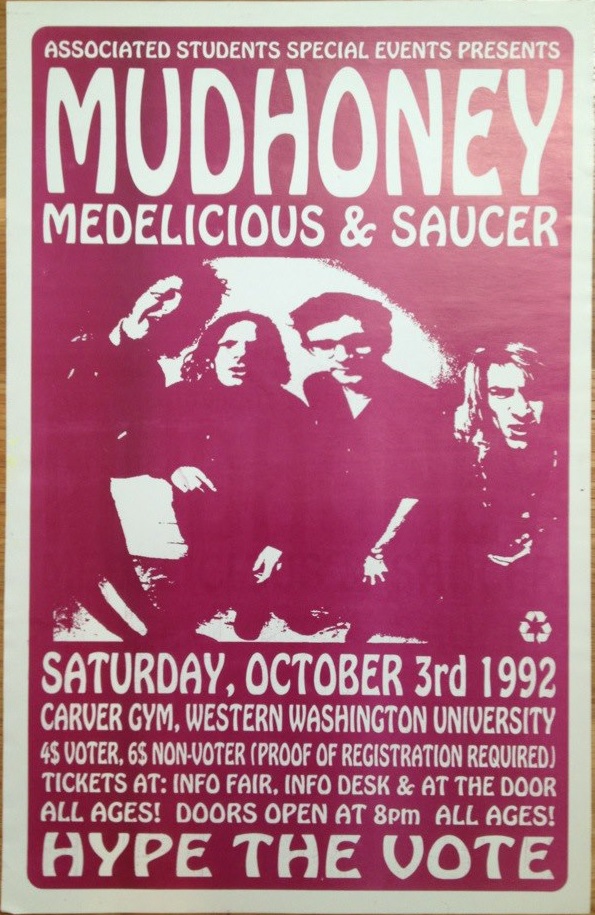 ASSOCIATED STUDENTS SPECIAL EVENTS PRESENTS
MUDHONEY
MEDELICIOUS & SAUCER
SATURDAY, OCTOBER 3rd 1992
CARVER GYM, WESTERN WASHINGTON UNIVERSITY
4$ VOTER, 6$ NON-VOTER (PROOF OF REGISTRATION REQUIRED)
TICKETS AT: INFO FAIR, INFO DESK & AT THE DOOR
ALL AGES! DOORS OPEN AT 8pm ALL AGES!
HYPE THE VOTE